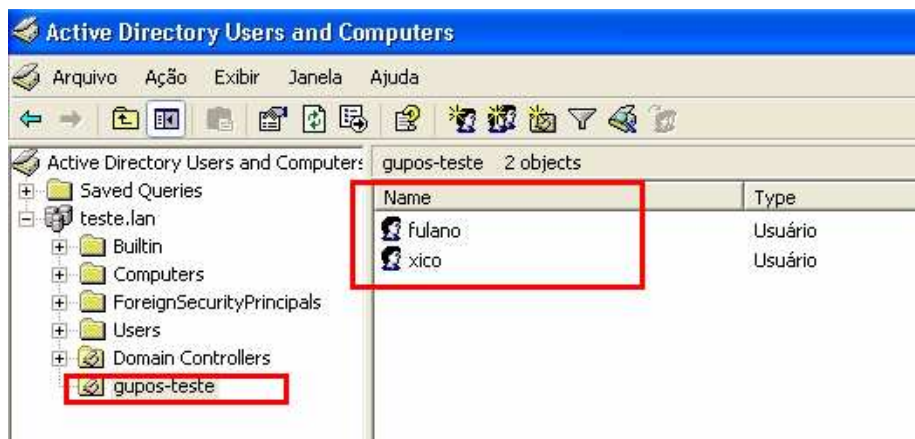 Active Directory Users and Computers
Arquivo Ação Exibir Janela Ajuda
Active Directory Users and Computers
Saved Queries
teste.lan
Builtin
Computers
ForeignSecurityPrincipals
Users
Domain Controllers
gupos-teste
gupos-teste 2 objects
Name Type
fulano Usuário
xico Usuário